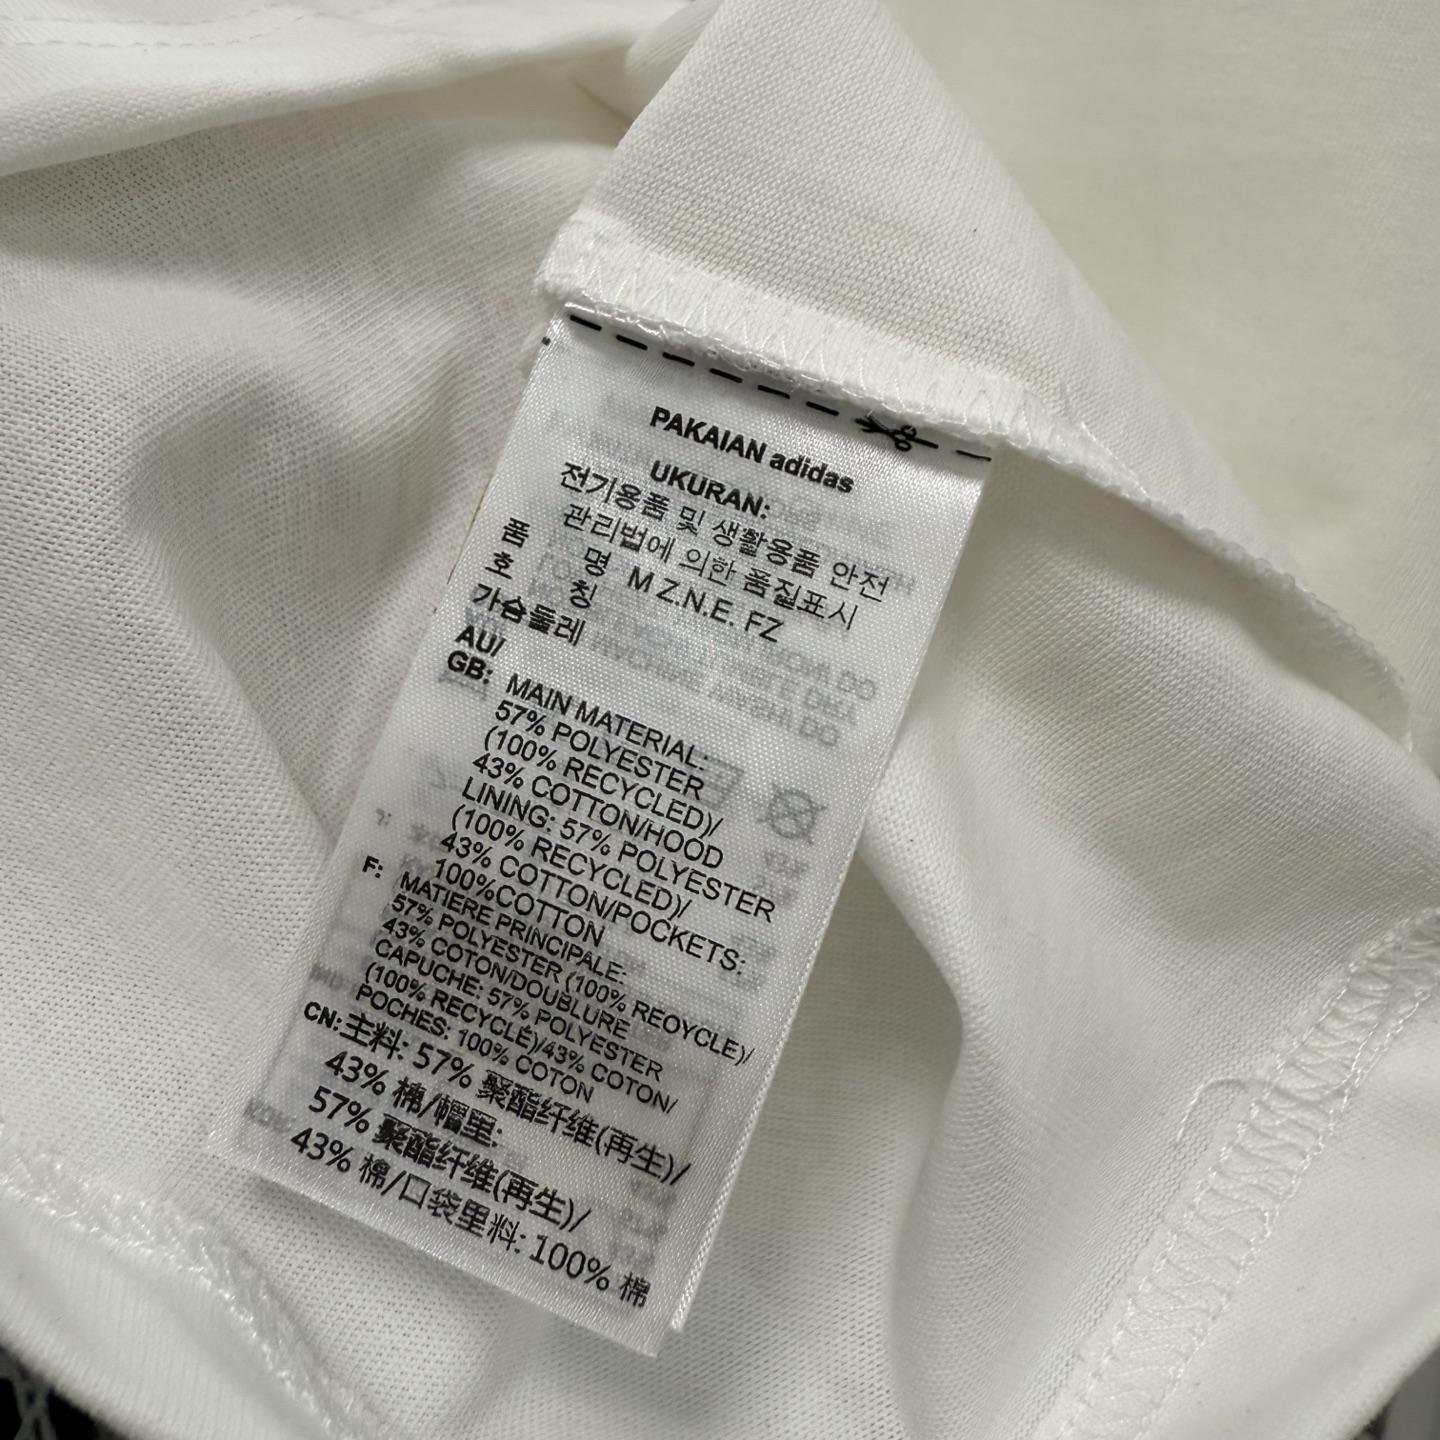 PAKAIAN adidas
UKURAN:
전기용품 및 생활용품 안전
관리법에 의한 품질표시
품 명 M Z.N.E. FZ
호 칭
가슴둘레
AU/
GB: MAIN MATERIAL:
57% POLYESTER
(100% RECYCLED)/
43% COTTON/HOOD
LINING: 57% POLYESTER
(100% RECYCLED)/
43% COTTON/POCKETS:
100%COTTON
F: MATIERE PRINCIPALE:
57% POLYESTER (100% REOYCLE)/
43% COTON/DOUBLURE
CAPUCHE: 57% POLYESTER
(100% RECYCLÉ)/43% COTON/
POCHES: 100% COTON
CN:主料: 57% 聚酯纤维(再生)/
43% 棉/帽里:
57% 聚酯纤维(再生)/
43% 棉/口袋里料: 100% 棉